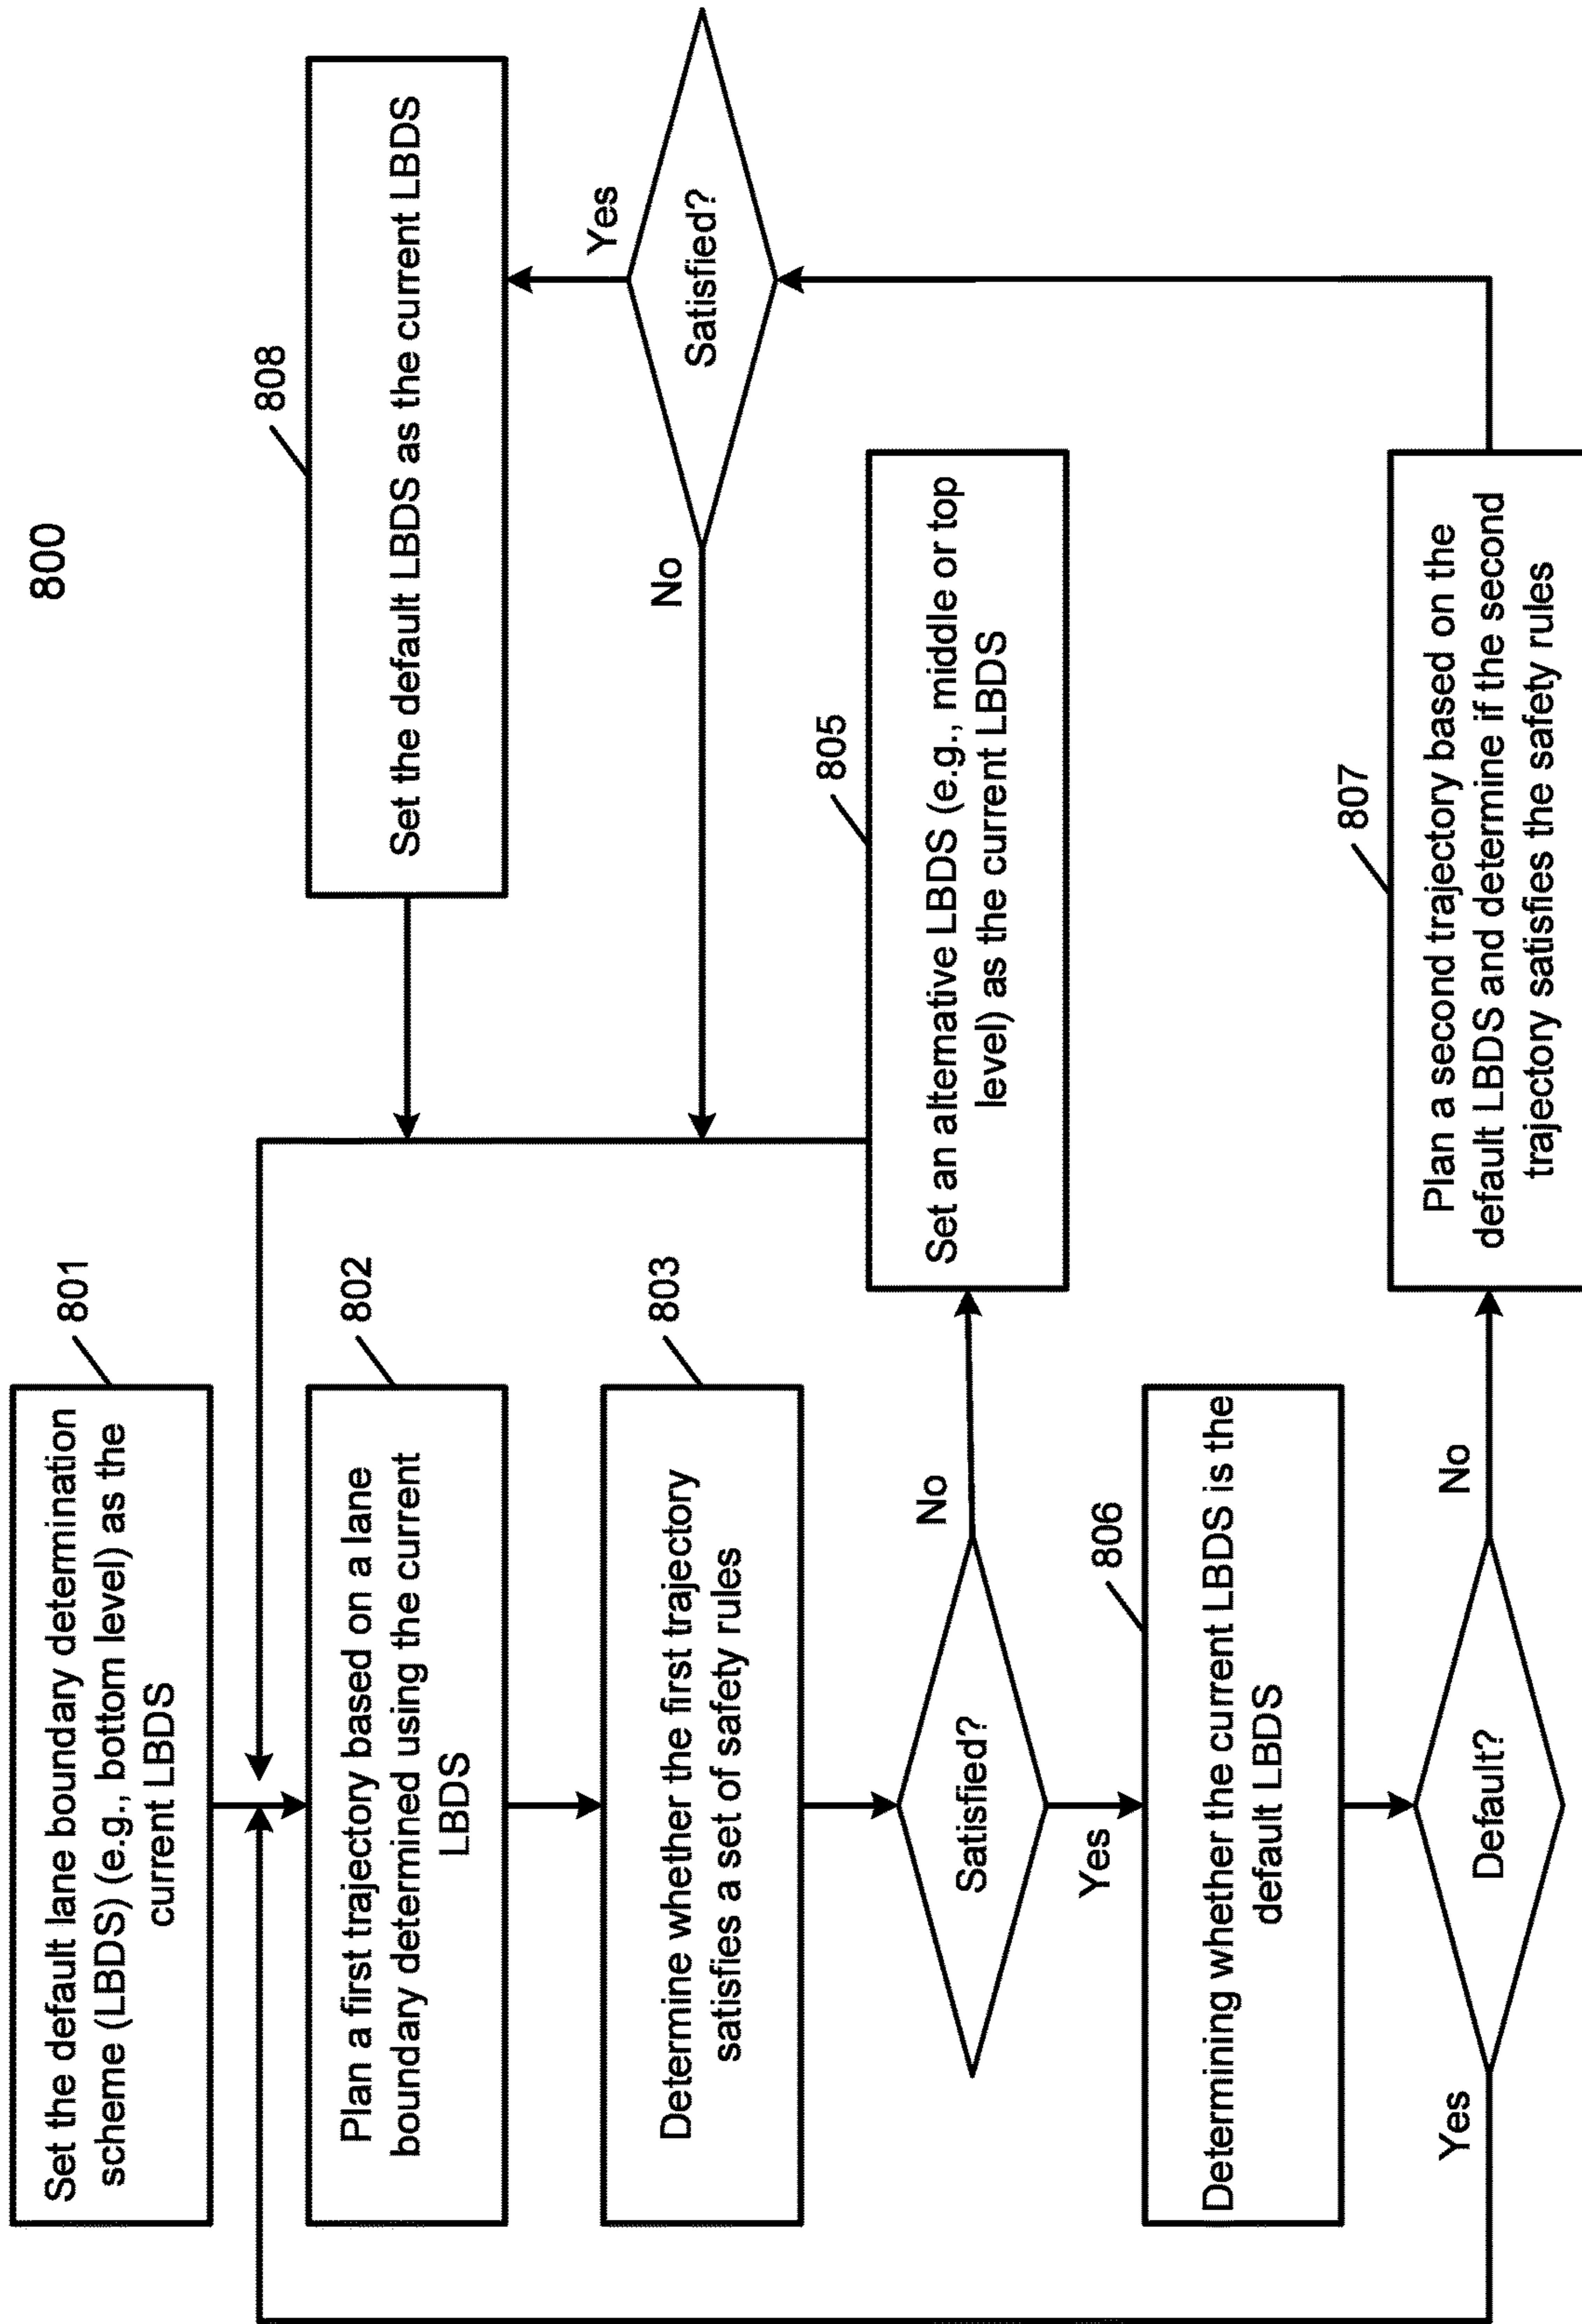 800
801
Set the default lane boundary determination
scheme (LBDS) (e.g., bottom level) as the
current LBDS
802
Plan a first trajectory based on a lane
boundary determined using the current
LBDS
803
Determine whether the first trajectory
satisfies a set of safety rules
Satisfied?
No
Yes
805
Set an alternative LBDS (e.g., middle or top
level) as the current LBDS
806
Determining whether the current LBDS is the
default LBDS
Default?
Yes
No
807
Plan a second trajectory based on the
default LBDS and determine if the second
trajectory satisfies the safety rules
Satisfied?
No
Yes
808
Set the default LBDS as the current LBDS